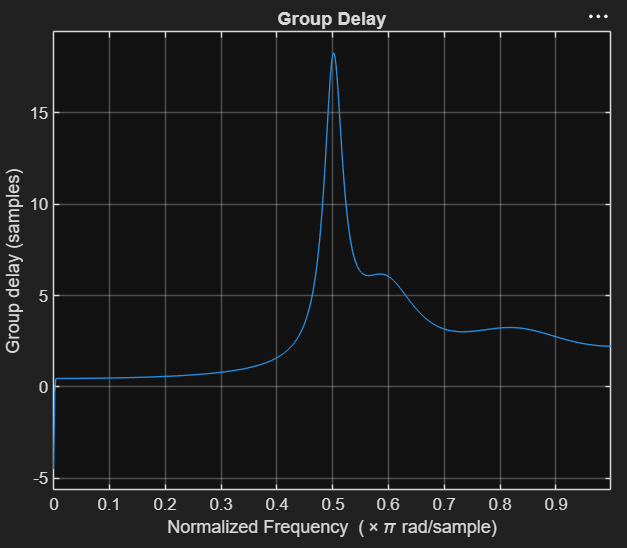 Group Delay
Group delay (samples)
15
10
5
0
-5
0 0.1 0.2 0.3 0.4 0.5 0.6 0.7 0.8 0.9
Normalized Frequency ( × π rad/sample)